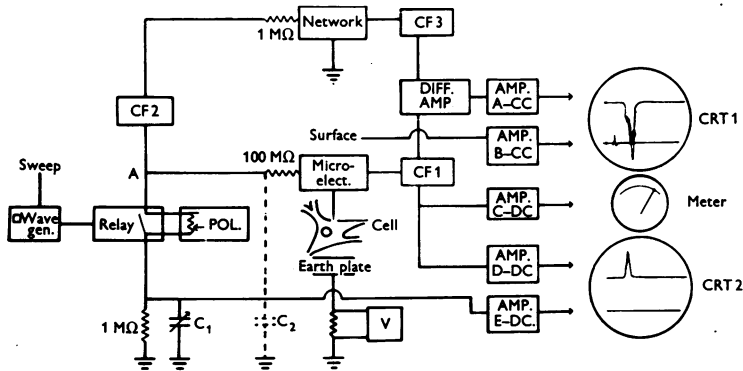 Network
CF3
1 MΩ
DIFF.
AMP
AMP.
A–CC
CRT 1
CF2
Surface
AMP.
B–CC
Sweep
A
100 MΩ
Micro-
elect.
CF1
Wave
gen.
Relay
POL.
Cell
AMP.
C–DC
Meter
Earth plate
AMP.
D–DC
CRT 2
1 MΩ
C₁
C₂
V
AMP.
E–DC.